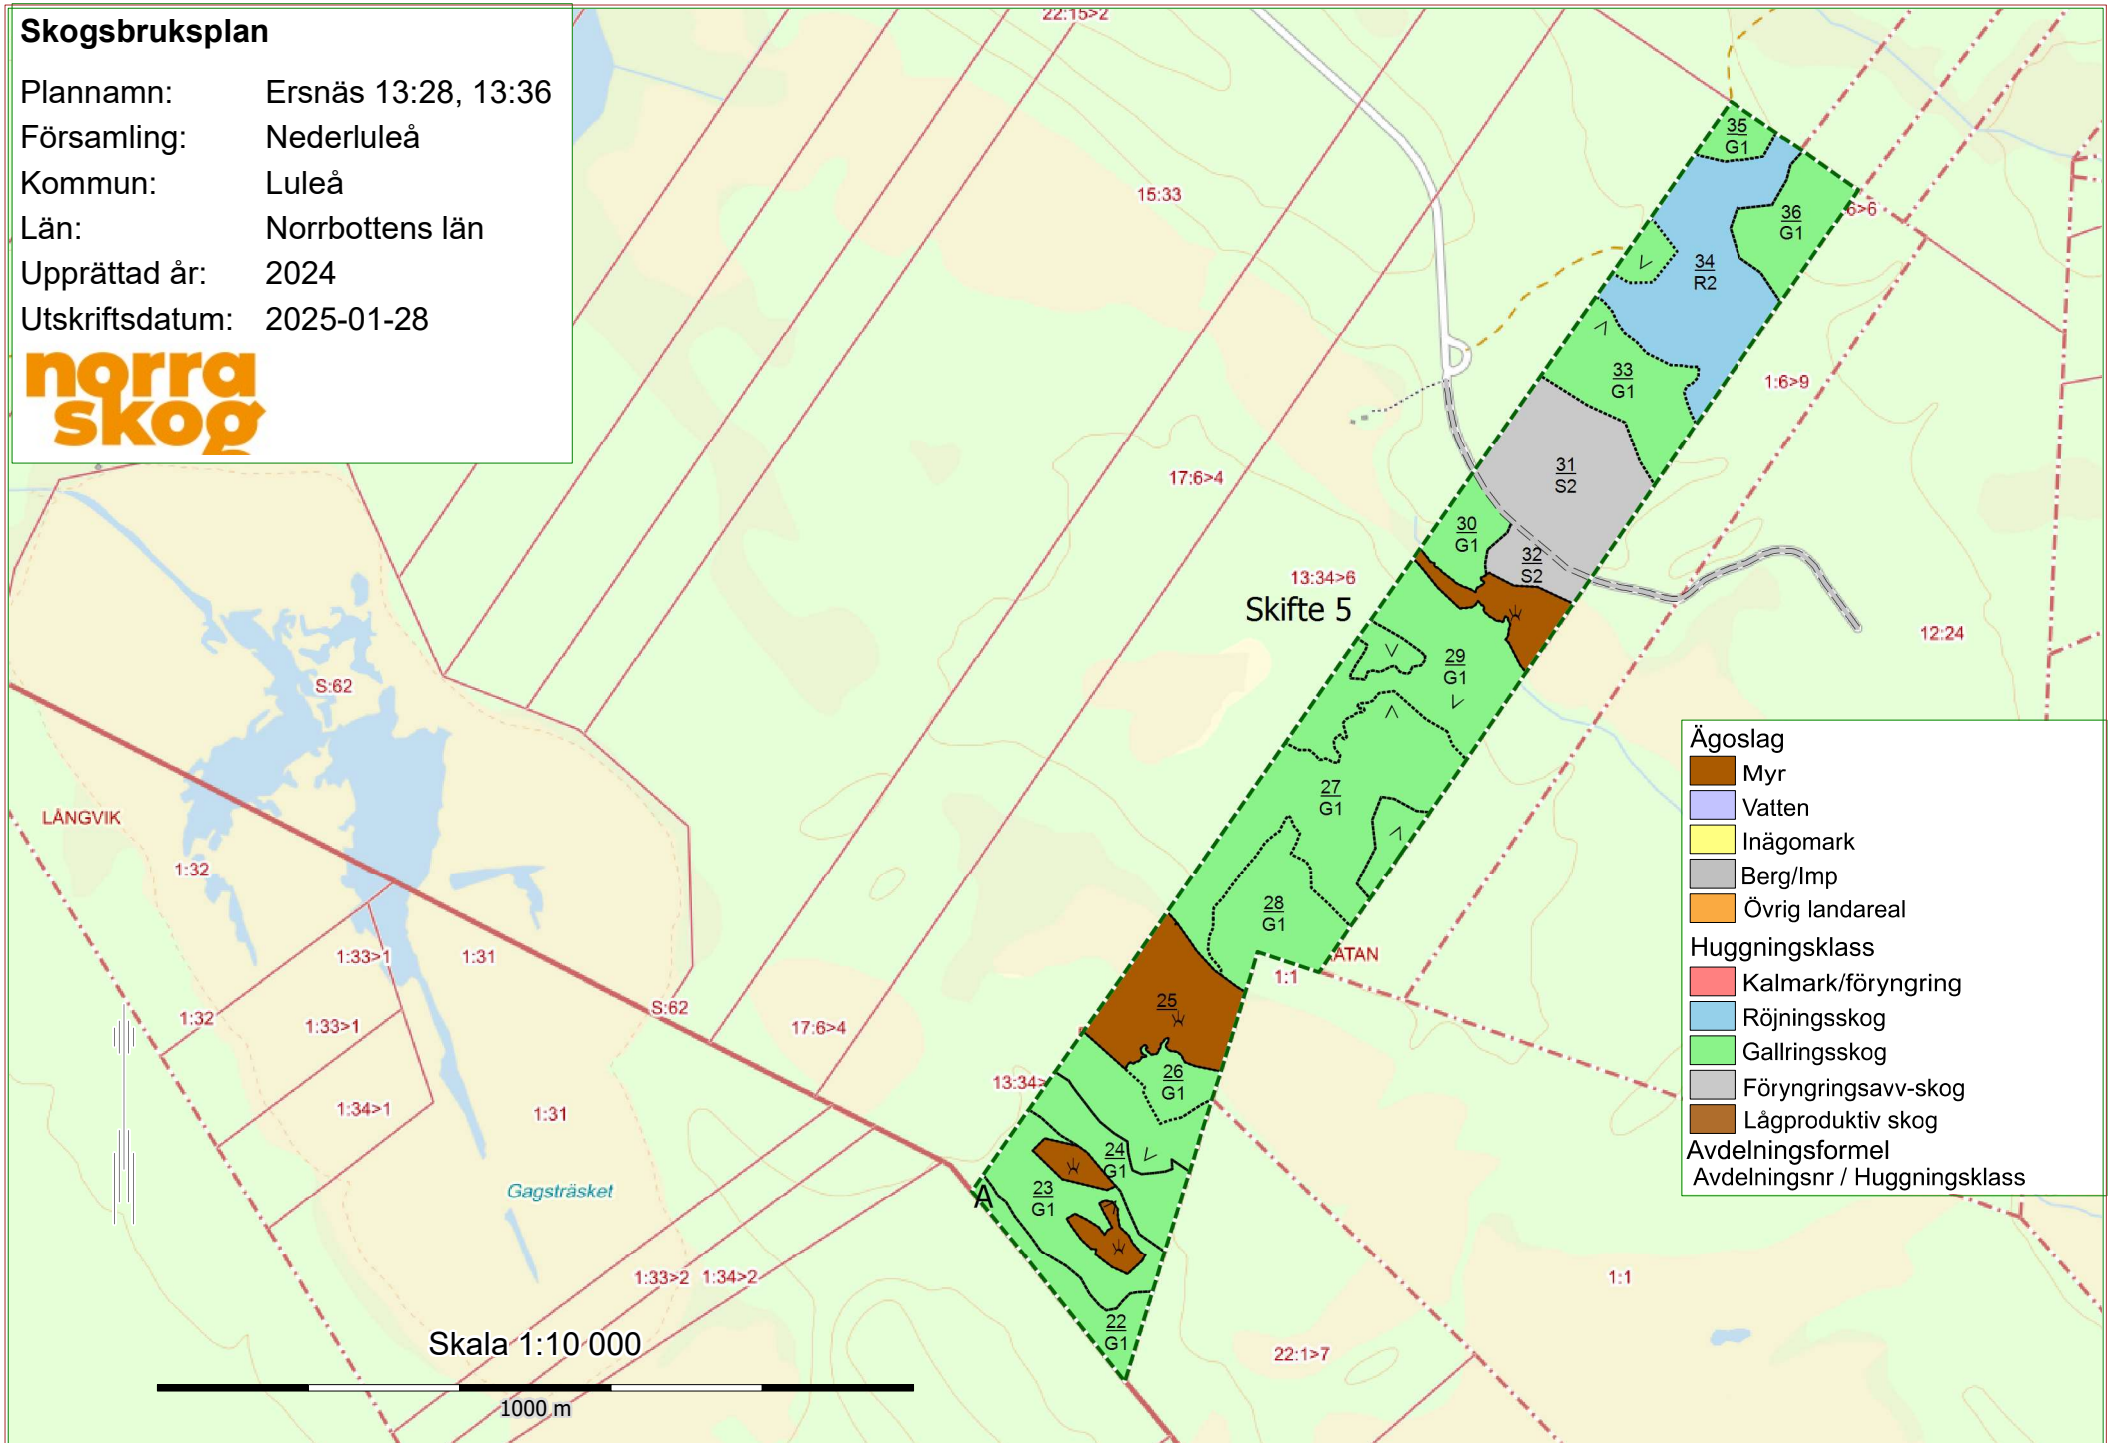 Skogsbruksplan
Plannamn: Ersnäs 13:28, 13:36
Församling: Nederluleå
Kommun: Luleå
Län: Norrbottens län
Upprättad år: 2024
Utskriftsdatum: 2025-01-28
norra
skog
22:15>2
15:33
35
G1
36
G1
6>6
34
R2
33
G1
1:6>9
17:6>4
31
S2
30
G1
32
S2
13:34>6
Skifte 5
12:24
29
G1
S:62
LÅNGVIK
1:32
27
G1
28
G1
1:33>1
1:31
ATAN
1:1
25
S:62
1:32
1:33>1
17:6>4
26
G1
13:34>
1:34>1
1:31
24
G1
Gagsträsket
23
G1
A
1:33>2
1:34>2
1:1
22
G1
22:1>7
Skala 1:10 000
1000 m
Ägoslag
Myr
Vatten
Inägomark
Berg/Imp
Övrig landareal
Huggningsklass
Kalmark/föryngring
Röjningsskog
Gallringsskog
Föryngringsavv-skog
Lågproduktiv skog
Avdelningsformel
Avdelningsnr / Huggningsklass